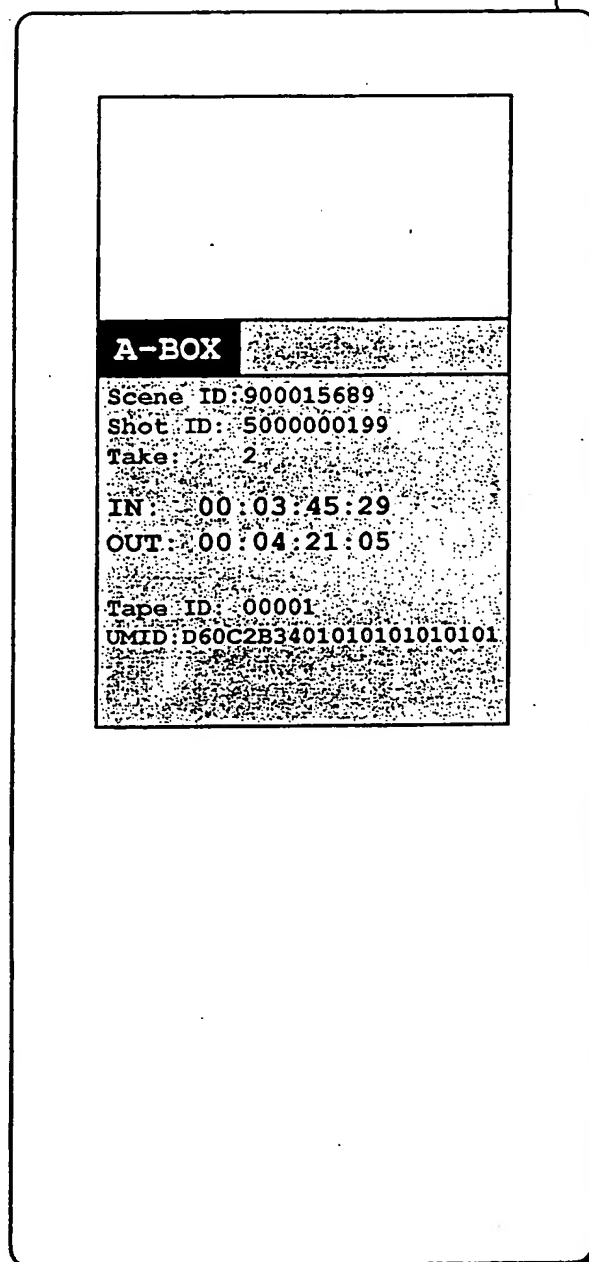 A-BOX
Scene ID:900015689
Shot ID: 5000000199
Take: 2
IN: 00:03:45:29
OUT: 00:04:21:05
Tape ID: 00001
UMID:D60C2B3401010101010101